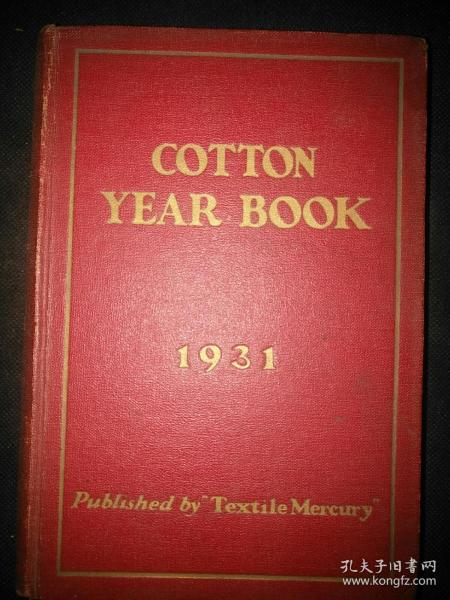 COTTON
YEAR BOOK
1931
Published by "Textile Mercury"
孔夫子旧书网
www.kongfz.com